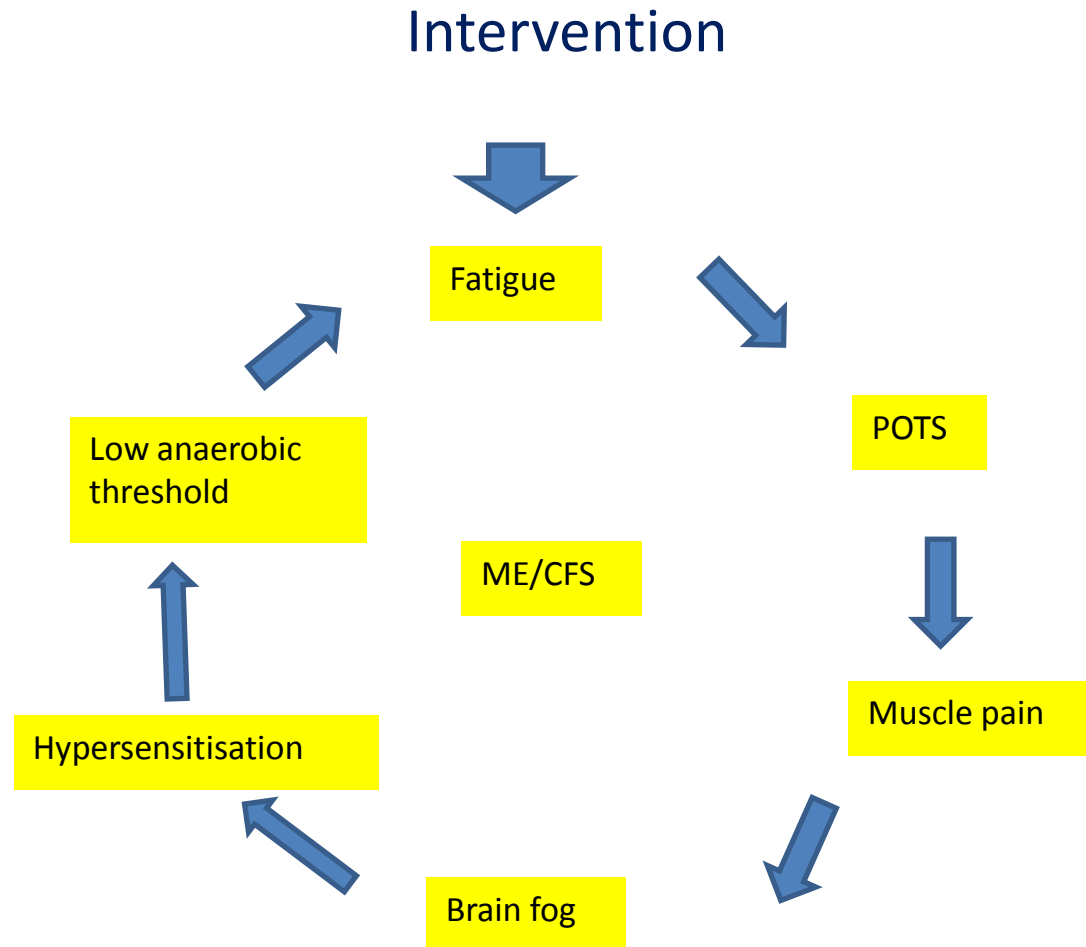 Intervention
Fatigue
POTS
Low anaerobic
threshold
ME/CFS
Muscle pain
Hypersensitisation
Brain fog